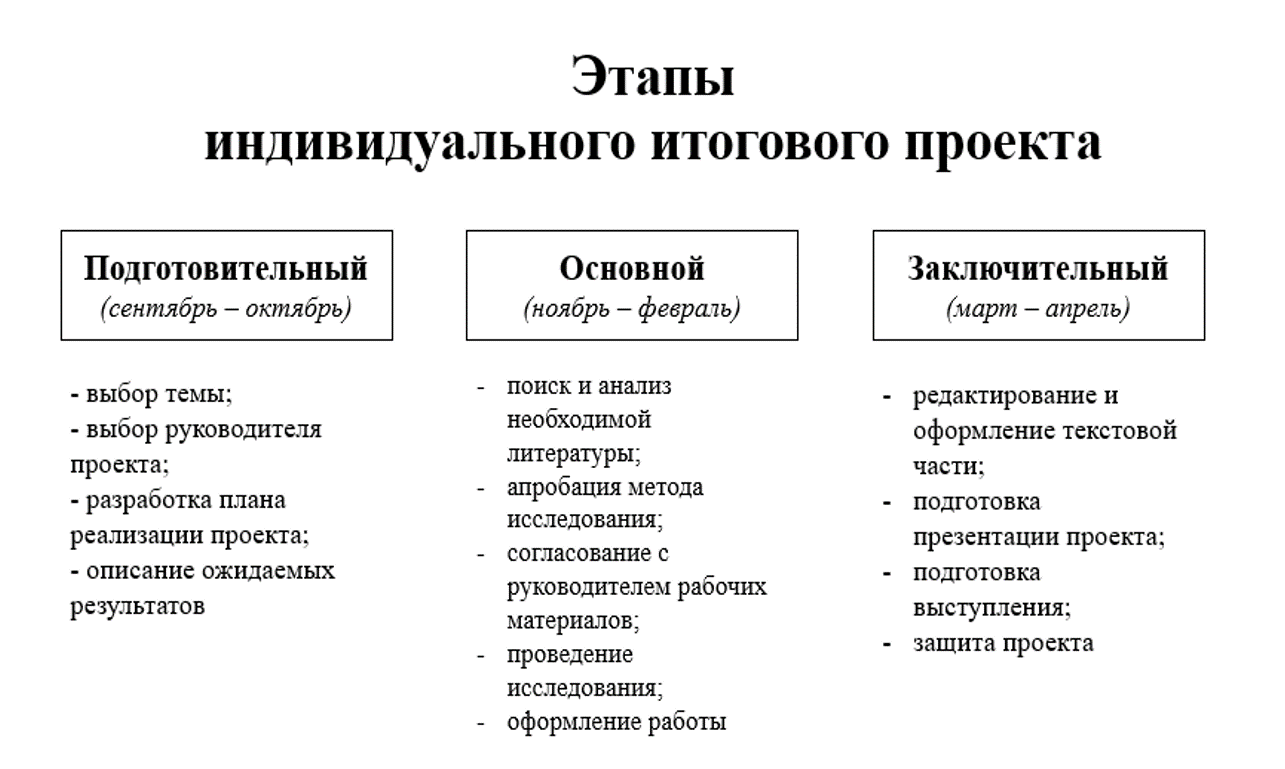 Этапы
индивидуального итогового проекта
Подготовительный
(сентябрь – октябрь)
- выбор темы;
- выбор руководителя
проекта;
- разработка плана
реализации проекта;
- описание ожидаемых
результатов
Основной
(ноябрь – февраль)
- поиск и анализ
необходимой
литературы;
- апробация метода
исследования;
- согласование с
руководителем рабочих
материалов;
- проведение
исследования;
- оформление работы
Заключительный
(март – апрель)
- редактирование и
оформление текстовой
части;
- подготовка
презентации проекта;
- подготовка
выступления;
- защита проекта